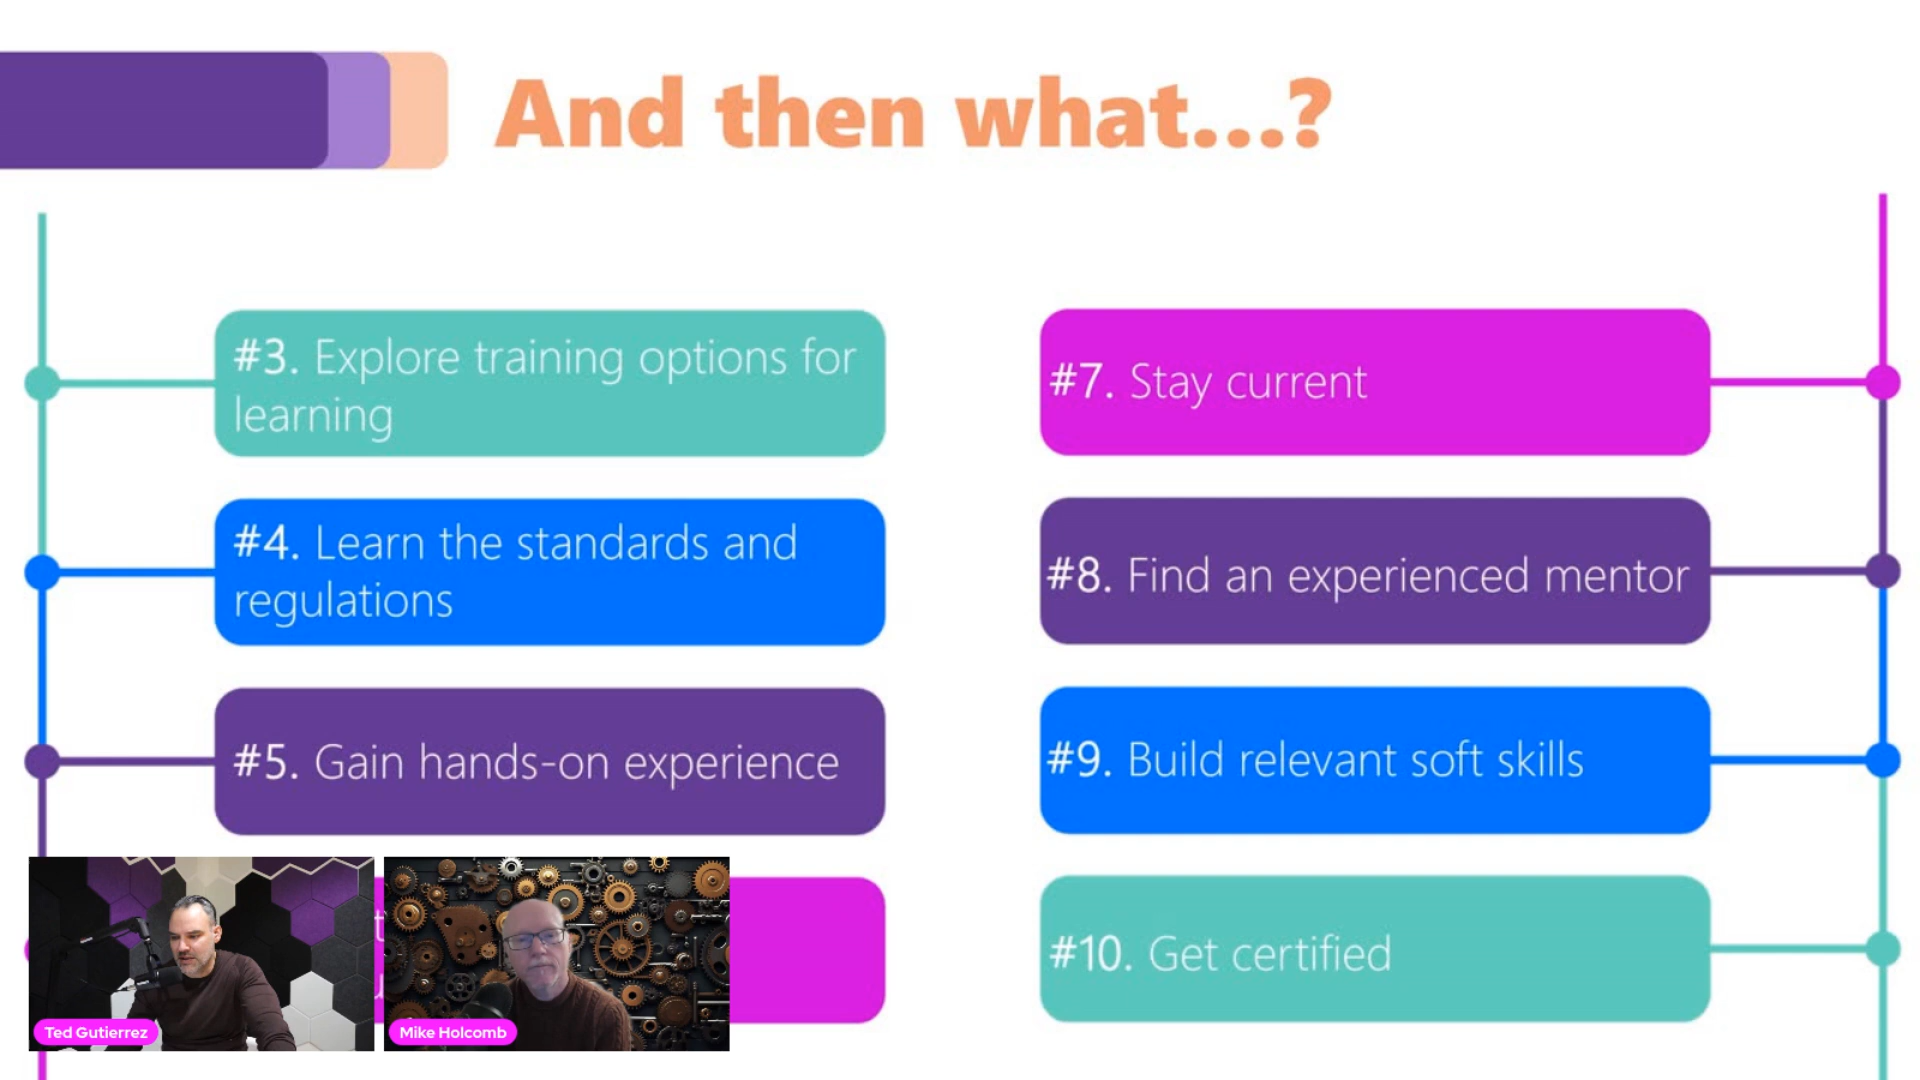 And then what...?
#3. Explore training options for
learning
#4. Learn the standards and
regulations
#5. Gain hands-on experience
#7. Stay current
#8. Find an experienced mentor
#9. Build relevant soft skills
#10. Get certified
Ted Gutierrez
Mike Holcomb